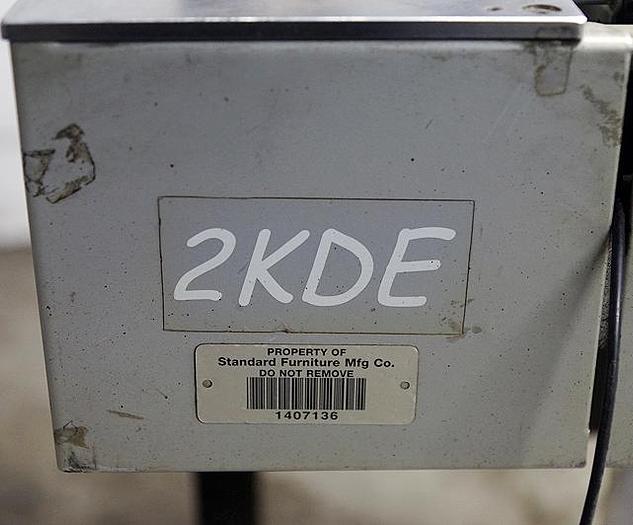 2KDE
PROPERTY OF
Standard Furniture Mfg Co.
DO NOT REMOVE
1407136